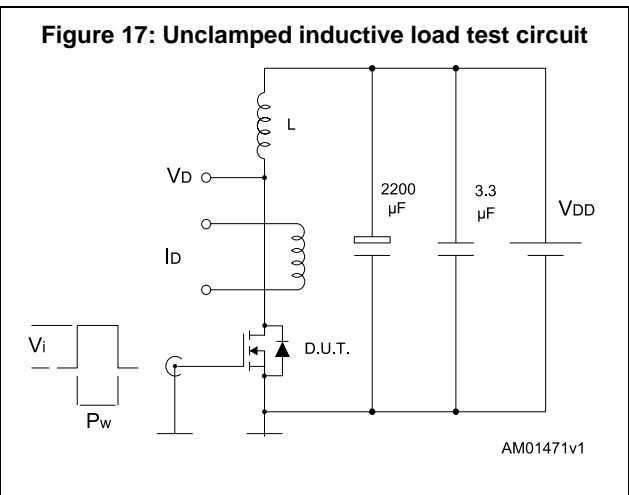 Figure 17: Unclamped inductive load test circuit
L
VD
2200
µF
3.3
µF
VDD
ID
Vi
D.U.T.
Pw
AM01471v1